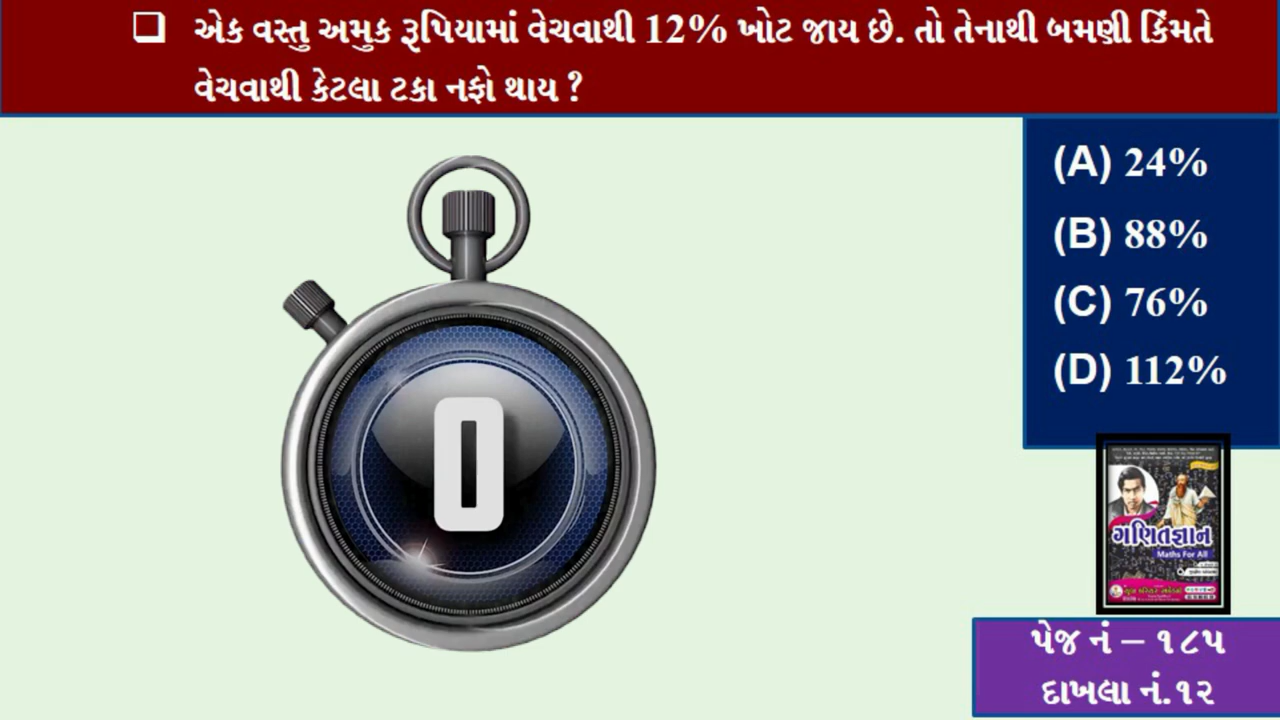 એક વસ્તુ અમુક રૂપિયામાં વેચવાથી 12% ખોટ જાય છે. તો તેનાથી બમણી કિંમતે
વેચવાથી કેટલા ટકા નફો થાય ?
(A) 24%
(B) 88%
(C) 76%
(D) 112%
0
ગણિતજ્ઞાન
Maths For All
પેજ નં – ૧૮૫
દાખલા નં.૧૨